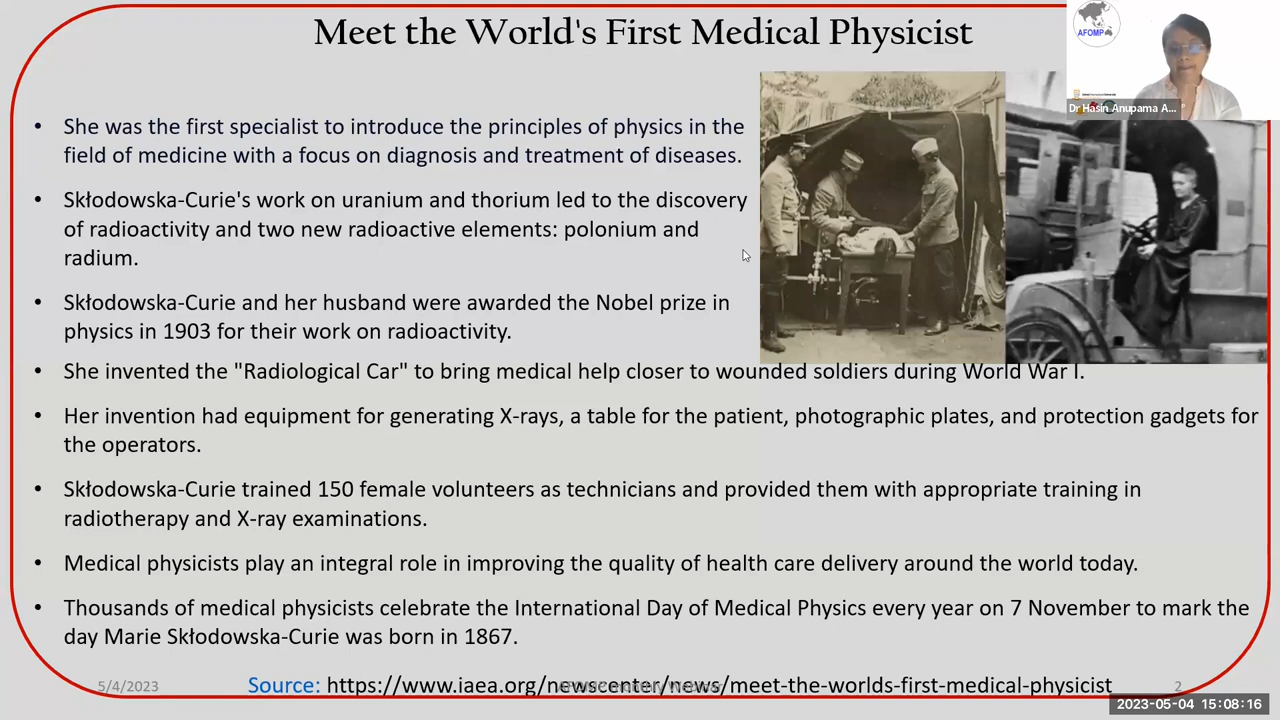 Meet the World's First Medical Physicist
AFOMP
Dr Hasin Anupama A...
• She was the first specialist to introduce the principles of physics in the
field of medicine with a focus on diagnosis and treatment of diseases.
• Skłodowska-Curie's work on uranium and thorium led to the discovery
of radioactivity and two new radioactive elements: polonium and
radium.
• Skłodowska-Curie and her husband were awarded the Nobel prize in
physics in 1903 for their work on radioactivity.
• She invented the "Radiological Car" to bring medical help closer to wounded soldiers during World War I.
• Her invention had equipment for generating X-rays, a table for the patient, photographic plates, and protection gadgets for
the operators.
• Skłodowska-Curie trained 150 female volunteers as technicians and provided them with appropriate training in
radiotherapy and X-ray examinations.
• Medical physicists play an integral role in improving the quality of health care delivery around the world today.
• Thousands of medical physicists celebrate the International Day of Medical Physics every year on 7 November to mark the
day Marie Skłodowska-Curie was born in 1867.
5/4/2023
Source: https://www.iaea.org/newscenter/news/meet-the-worlds-first-medical-physicist
2
2023-05-04 15:08:16